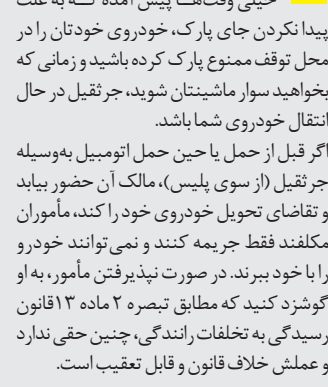 خیلی وقت‌هـا پیش آمده کـه به علت
پیدا نکردن جای پارک، خودروی خودتان را در
محل توقف ممنوع پارک کرده باشید و زمانی که
بخواهید سوار ماشینتان شوید، جرثقیل در حال
انتقال خودروی شما باشد.
اگر قبل از حمل یا حین حمل اتومبیل به‌وسیله
جرثقیل (از سوی پلیس)، مالک آن حضور بیابد
و تقاضای تحویل خودروی خود را کند، مأموران
مکلفند فقط جریمه کنند و نمی‌توانند خودرو
را با خود ببرند. در صورت نپذیرفتن مأمور، به او
گوشزد کنید که مطابق تبصره ۲ ماده ۱۳قانون
رسیدگی به تخلفات رانندگی، چنین حقی ندارد
و عملش خلاف قانون و قابل تعقیب است.